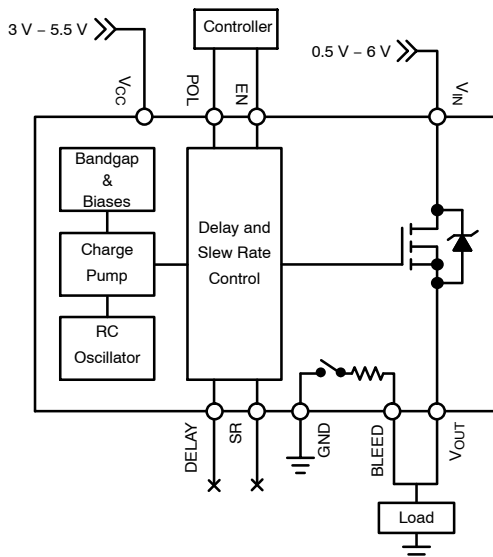 3 V – 5.5 V
Controller
0.5 V – 6 V
VCC
POL
EN
VIN
Bandgap
&
Biases
Charge
Pump
RC
Oscillator
Delay and
Slew Rate
Control
DELAY
SR
GND
BLEED
VOUT
Load